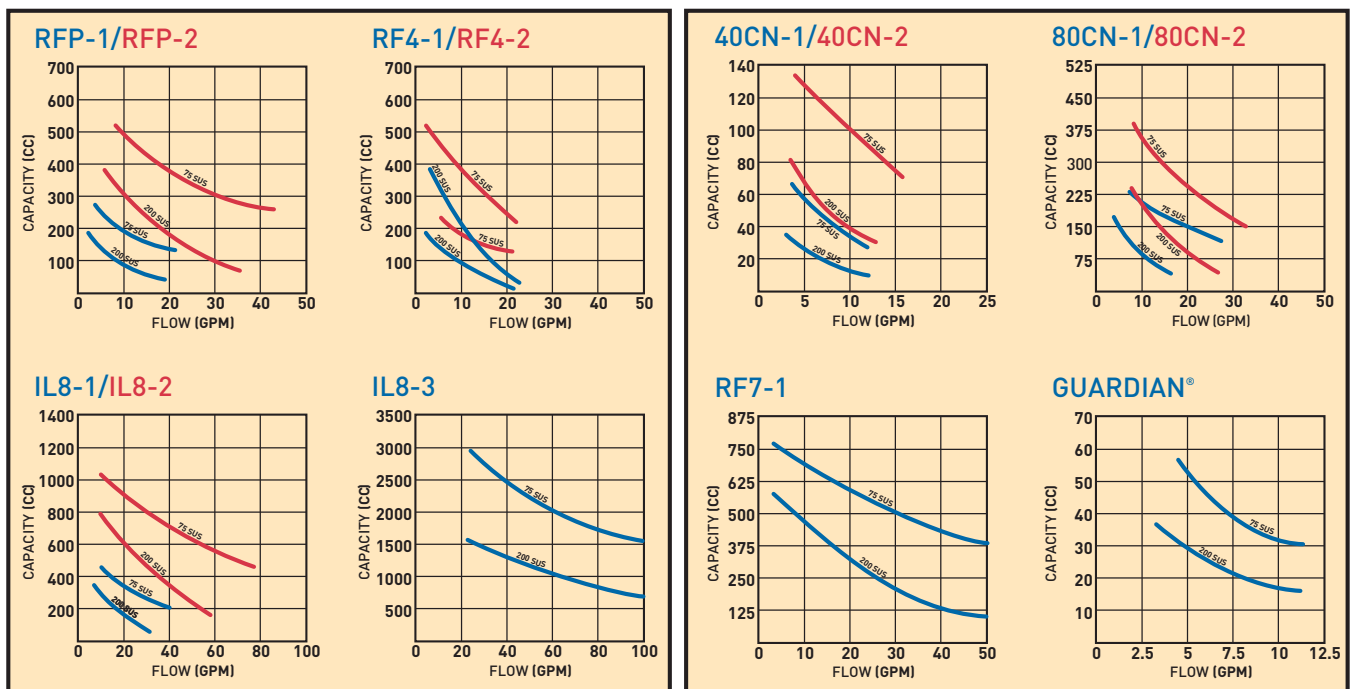 RFP-1/RFP-2
CAPACITY (CC)
700
600
500
400
300
200
100
75 SUS
200 SUS
75 SUS
200 SUS
0 10 20 30 40 50
FLOW (GPM)
RF4-1/RF4-2
CAPACITY (CC)
700
600
500
400
300
200
100
75 SUS
200 SUS
75 SUS
200 SUS
0 10 20 30 40 50
FLOW (GPM)
40CN-1/40CN-2
CAPACITY (CC)
140
120
100
80
60
40
20
75 SUS
200 SUS
75 SUS
200 SUS
0 5 10 15 20 25
FLOW (GPM)
80CN-1/80CN-2
CAPACITY (CC)
525
450
375
300
225
150
75
75 SUS
75 SUS
200 SUS
200 SUS
0 10 20 30 40 50
FLOW (GPM)
IL8-1/IL8-2
CAPACITY (CC)
1400
1200
1000
800
600
400
200
75 SUS
200 SUS
75 SUS
200 SUS
0 20 40 60 80 100
FLOW (GPM)
IL8-3
CAPACITY (CC)
3500
3000
2500
2000
1500
1000
500
75 SUS
200 SUS
0 20 40 60 80 100
FLOW (GPM)
RF7-1
CAPACITY (CC)
875
750
625
500
375
250
125
75 SUS
200 SUS
0 10 20 30 40 50
FLOW (GPM)
GUARDIAN®
CAPACITY (CC)
70
60
50
40
30
20
10
75 SUS
200 SUS
0 2.5 5 7.5 10 12.5
FLOW (GPM)